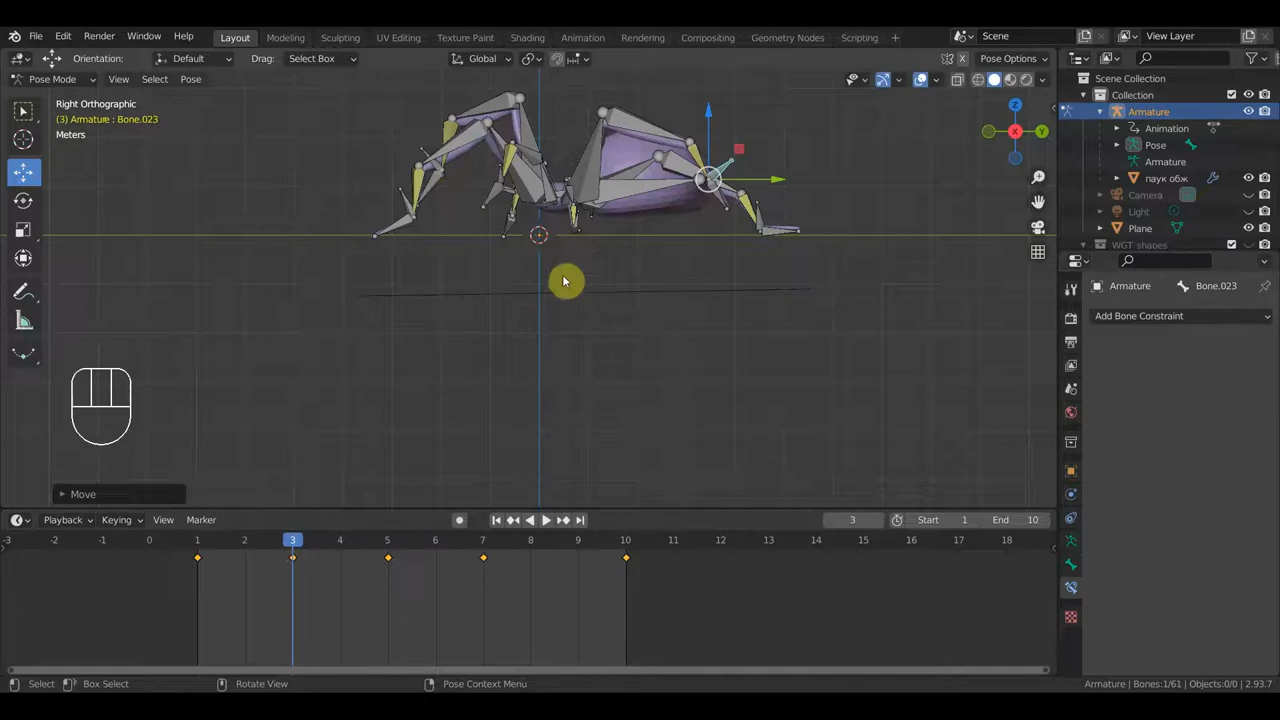 File Edit Render Window Help Layout Modeling Sculpting UV Editing Texture Paint Shading Animation Rendering Compositing Geometry Nodes Scripting + Scene View Layer
Orientation: Default Drag: Select Box Global X Pose Options
Pose Mode View Select Pose
Right Orthographic
(3) Armature : Bone.023
Meters
Z
X
Y
Scene Collection
Collection
Armature
Animation
Pose
Armature
паук обж
Camera
Light
Plane
WGT shapes
Armature Bone.023
Add Bone Constraint
Move
Playback Keying View Marker 3 Start 1 End 10
-3 -2 -1 0 1 2 3 4 5 6 7 8 9 10 11 12 13 14 15 16 17 18
Select Box Select Rotate View Pose Context Menu Armature | Bones:1/61 | Objects:0/0 | 2.93.7